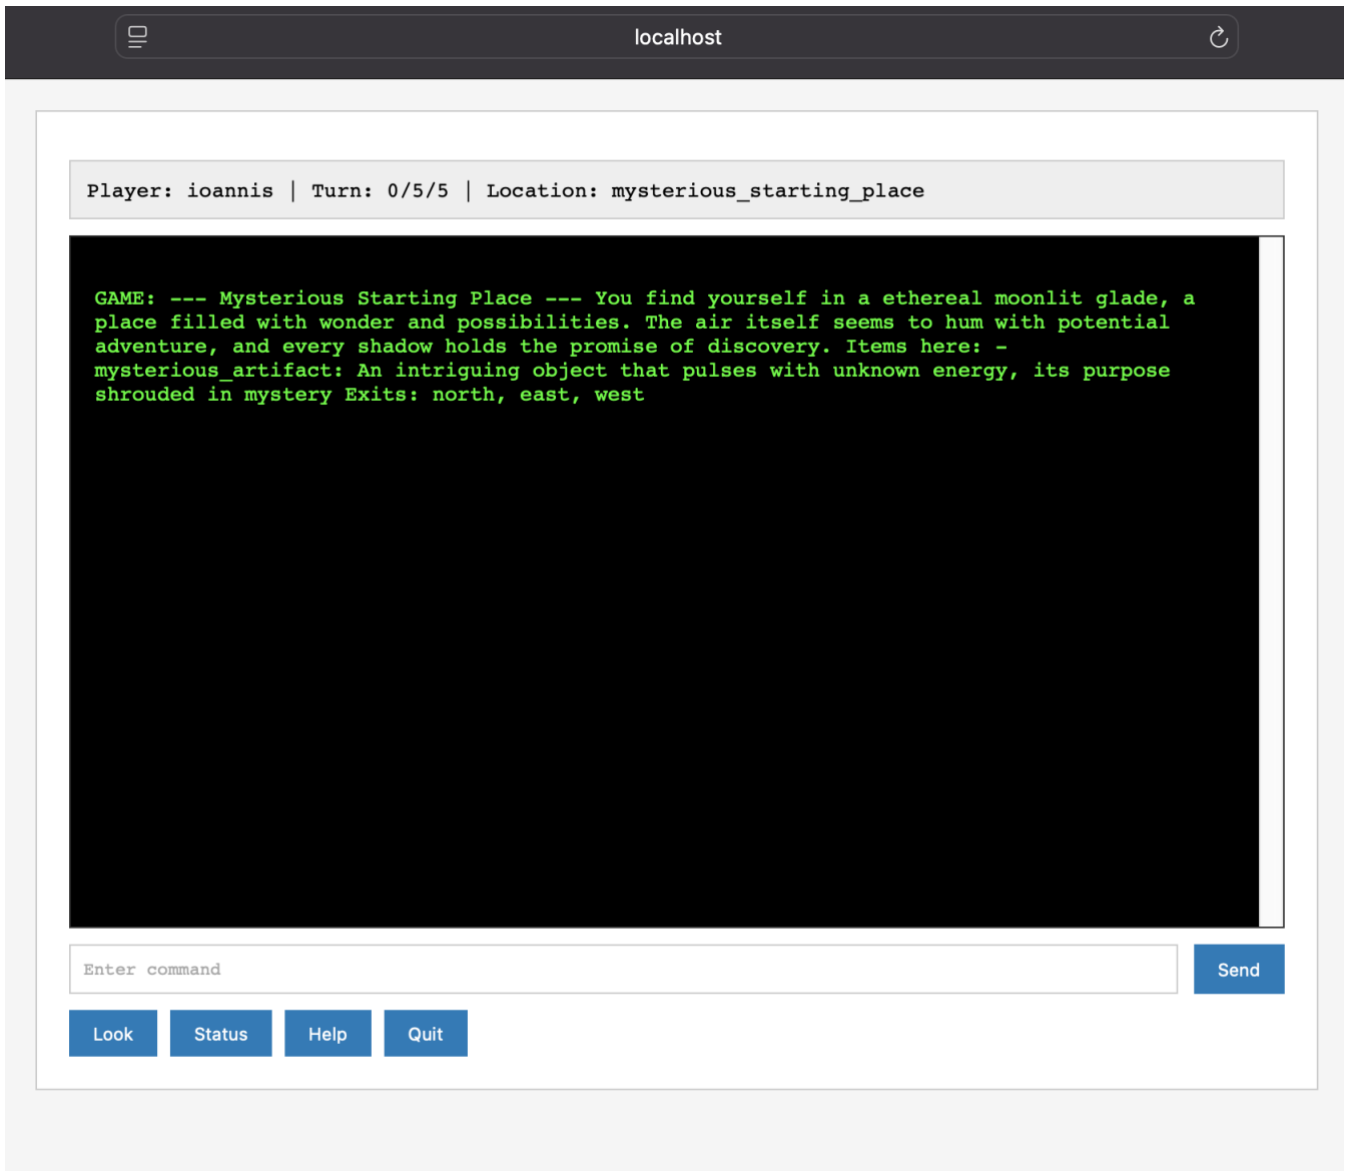 localhost
Player: ioannis | Turn: 0/5/5 | Location: mysterious_starting_place
GAME: --- Mysterious Starting Place --- You find yourself in a ethereal moonlit glade, a
place filled with wonder and possibilities. The air itself seems to hum with potential
adventure, and every shadow holds the promise of discovery. Items here: -
mysterious_artifact: An intriguing object that pulses with unknown energy, its purpose
shrouded in mystery Exits: north, east, west
Enter command
Send
Look
Status
Help
Quit